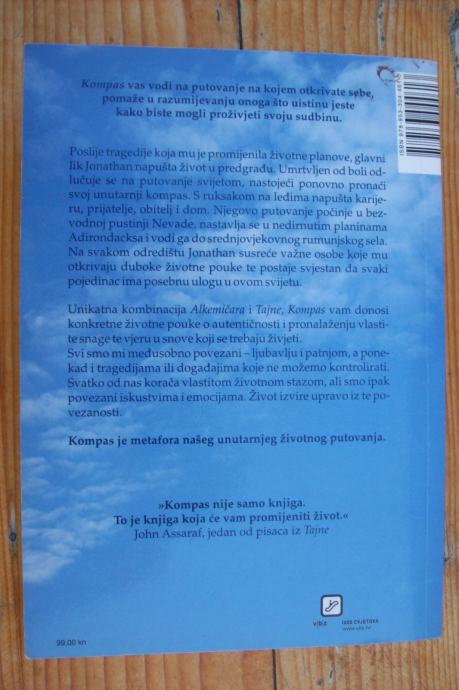 Kompas vas vodi na putovanje na kojem otkrivate sebe,
pomaže u razumijevanju onoga što uistinu jeste
kako biste mogli proživjeti svoju sudbinu.
Poslije tragedije koja mu je promijenila životne planove, glavni
lik Jonathan napušta život u predgrađu. Umrtvljen od boli od-
lučuje se na putovanje svijetom, nastojeći ponovno pronaći
svoj unutarnji kompas. S ruksakom na leđima napušta karije-
ru, prijatelje, obitelj i dom. Njegovo putovanje počinje u bez-
vodnoj pustinji Nevade, nastavlja se u nedirnutim planinama
Adirondacksa i vodi ga do srednjovjekovnog rumunjskog sela.
Na svakom odredištu Jonathan susreće važne osobe koje mu
otkrivaju duboke životne pouke te postaje svjestan da svaki
pojedinac ima posebnu ulogu u ovom svijetu.
Unikatna kombinacija Alkemičara i Tajne, Kompas vam donosi
konkretne životne pouke o autentičnosti i pronalaženju vlasti-
te snage te vjeru u snove koji se trebaju živjeti.
Svi smo mi međusobno povezani – ljubavlju i patnjom, a pone-
kad i tragedijama ili događajima koje ne možemo kontrolirati.
Svatko od nas korača vlastitom životnom stazom, ali smo ipak
povezani iskustvima i emocijama. Život izvire upravo iz te po-
vezanosti.
Kompas je metafora našeg unutarnjeg životnog putovanja.
»Kompas nije samo knjiga.
To je knjiga koja će vam promijeniti život.«
John Assaraf, jedan od pisaca iz Tajne
v|b|z
1000 CVJETOVA
www.vbz.hr
99,00 kn